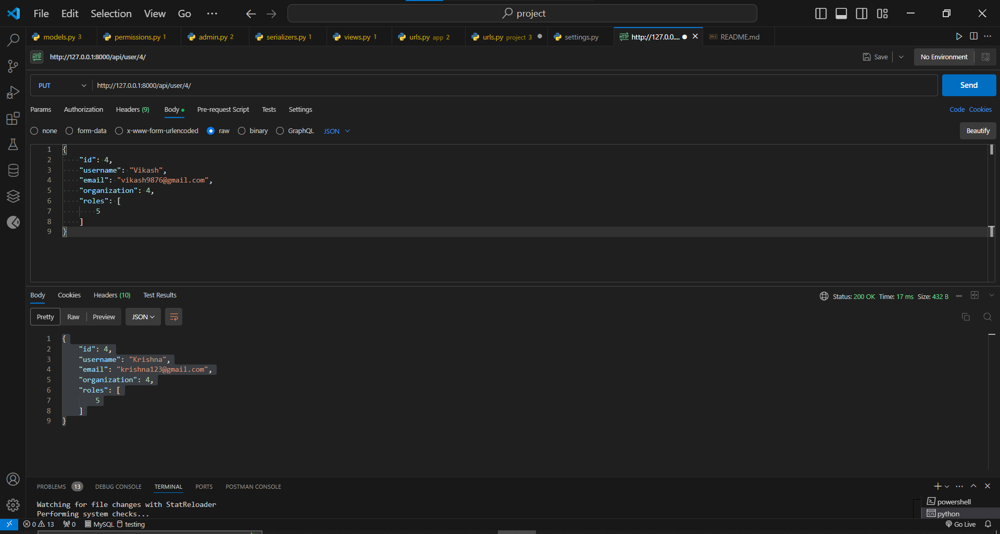 File Edit Selection View Go ··· project
models.py 3 permissions.py 1 admin.py 2 serializers.py 1 views.py 1 urls.py app 2 urls.py project 3 settings.py HTTP http://127.0.0.... README.md
HTTP http://127.0.0.1:8000/api/user/4/ Save No Environment
PUT http://127.0.0.1:8000/api/user/4/ Send
Params Authorization Headers (9) Body Pre-request Script Tests Settings Code Cookies
none form-data x-www-form-urlencoded raw binary GraphQL JSON Beautify
1 {
2 "id": 4,
3 "username": "Vikash",
4 "email": "vikash9876@gmail.com",
5 "organization": 4,
6 "roles": [
7 5
8 ]
9 }
Body Cookies Headers (10) Test Results Status: 200 OK Time: 17 ms Size: 432 B
Pretty Raw Preview JSON
1 {
2 "id": 4,
3 "username": "Krishna",
4 "email": "krishna123@gmail.com",
5 "organization": 4,
6 "roles": [
7 5
8 ]
9 }
PROBLEMS 13 DEBUG CONSOLE TERMINAL PORTS POSTMAN CONSOLE
Watching for file changes with StatReloader
Performing system checks...
powershell
python
0 13 0 MySQL testing Go Live